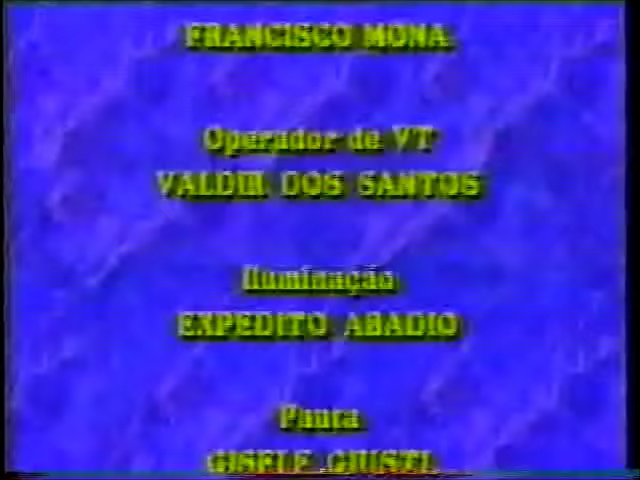 FRANCISCO MONA
Operador de VT
VALDIR DOS SANTOS
Iluminação
EXPEDITO ABADIO
Pauta
GISELE GIUSTI